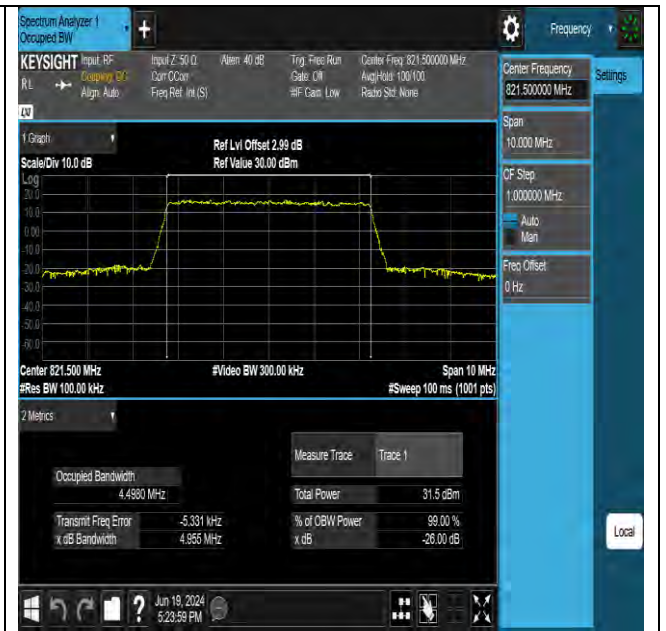 Spectrum Analyzer 1
Occupied BW
+
Frequency
KEYSIGHT Input: RF Input Z: 50 Ω Atten: 40 dB Trig: Free Run Center Freq: 821.500000 MHz
RL Coupling: DC Corr CCorr Gate: Off Avg|Hold: 100/100
Align: Auto Freq Ref: Int (S) #IF Gain: Low Radio Std: None
LXI
Center Frequency
821.500000 MHz
Settings
Span
10.000 MHz
CF Step
1.000000 MHz
Auto
Man
Freq Offset
0 Hz
1 Graph
Ref Lvl Offset 2.99 dB
Scale/Div 10.0 dB Ref Value 30.00 dBm
Log
20.0
10.0
0.00
-10.0
-20.0
-30.0
-40.0
-50.0
-60.0
Center 821.500 MHz #Video BW 300.00 kHz Span 10 MHz
#Res BW 100.00 kHz #Sweep 100 ms (1001 pts)
2 Metrics
Measure Trace Trace 1
Occupied Bandwidth
4.4980 MHz Total Power 31.5 dBm
Transmit Freq Error -5.331 kHz % of OBW Power 99.00 %
x dB Bandwidth 4.955 MHz x dB -26.00 dB
Local
? Jun 19, 2024
5:23:59 PM